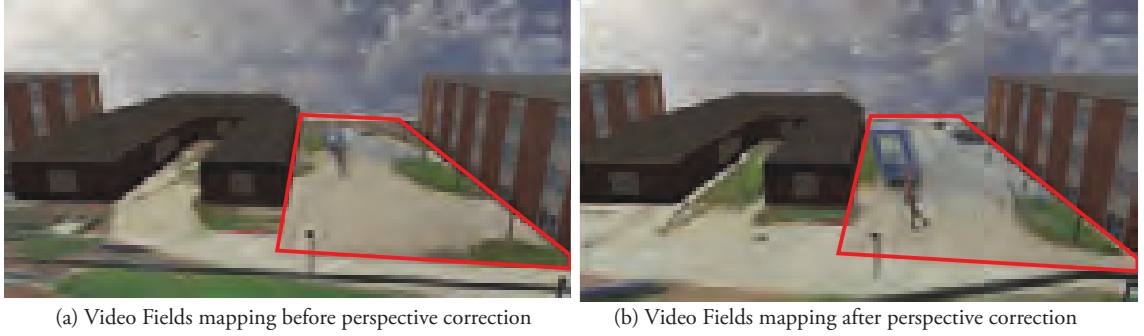 (a) Video Fields mapping before perspective correction
(b) Video Fields mapping after perspective correction